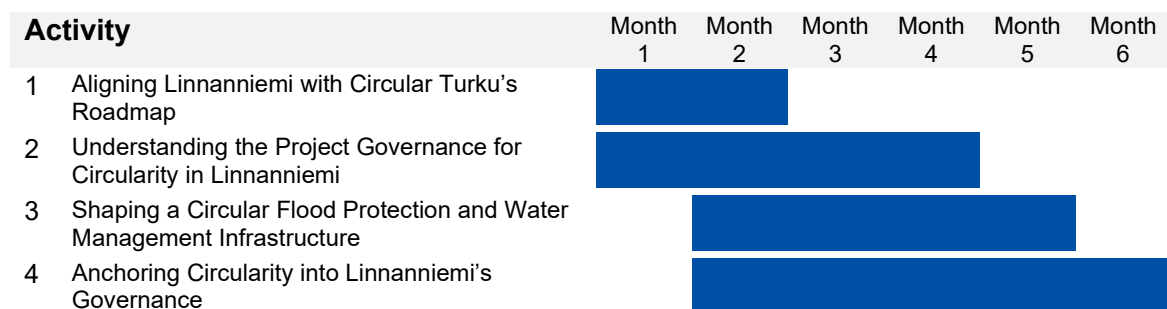 Activity
Month Month Month Month Month Month
1 2 3 4 5 6
1 Aligning Linnanniemi with Circular Turku’s
Roadmap
2 Understanding the Project Governance for
Circularity in Linnanniemi
3 Shaping a Circular Flood Protection and Water
Management Infrastructure
4 Anchoring Circularity into Linnanniemi’s
Governance